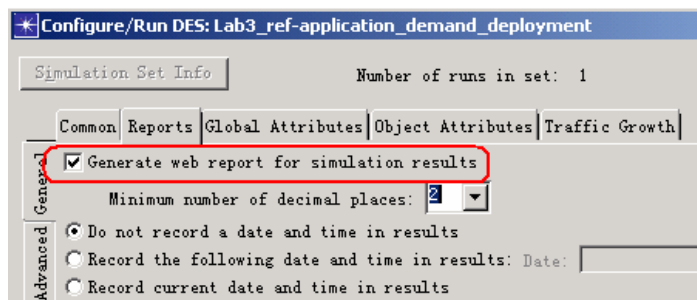 Configure/Run DES: Lab3_ref-application_demand_deployment
Simulation Set Info
Number of runs in set: 1
Common Reports Global Attributes Object Attributes Traffic Growth
General
Generate web report for simulation results
Minimum number of decimal places: 2
Advanced
Do not record a date and time in results
Record the following date and time in results: Date:
Record current date and time in results